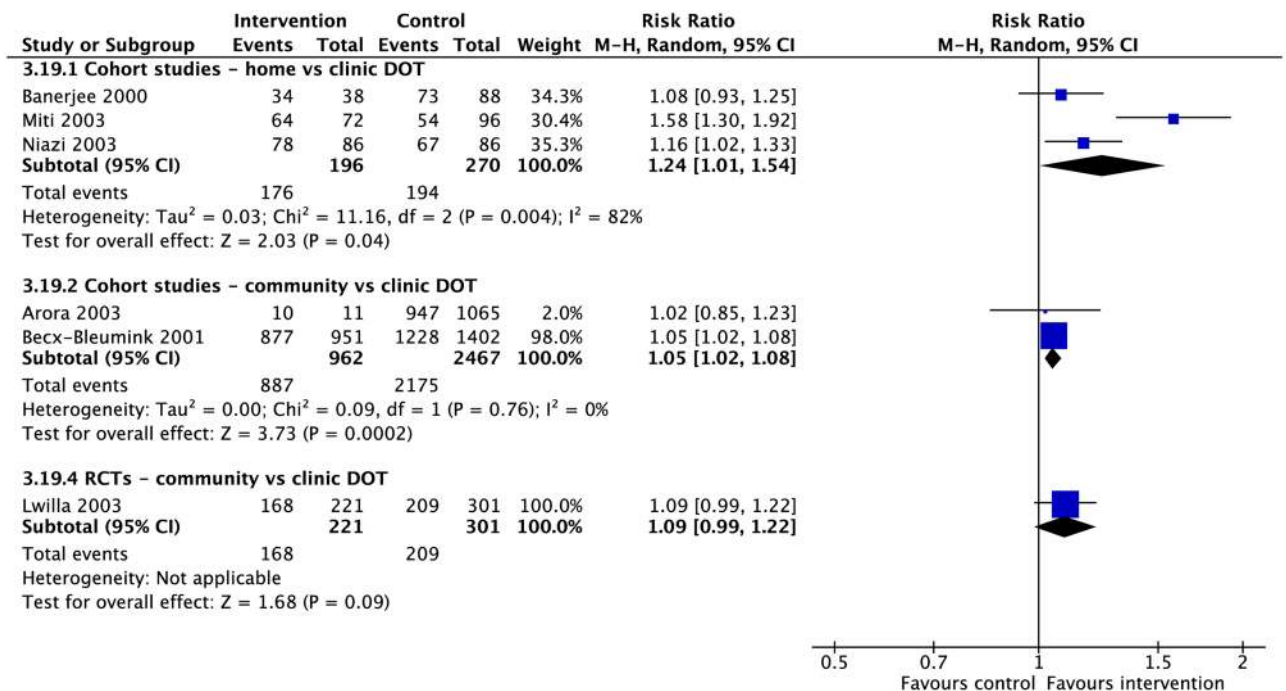 Intervention Control Risk Ratio Risk Ratio
Study or Subgroup Events Total Events Total Weight M-H, Random, 95% CI M-H, Random, 95% CI
3.19.1 Cohort studies - home vs clinic DOT
Banerjee 2000 34 38 73 88 34.3% 1.08 [0.93, 1.25]
Miti 2003 64 72 54 96 30.4% 1.58 [1.30, 1.92]
Niazi 2003 78 86 67 86 35.3% 1.16 [1.02, 1.33]
Subtotal (95% CI) 196 270 100.0% 1.24 [1.01, 1.54]
Total events 176 194
Heterogeneity: Tau² = 0.03; Chi² = 11.16, df = 2 (P = 0.004); I² = 82%
Test for overall effect: Z = 2.03 (P = 0.04)
3.19.2 Cohort studies - community vs clinic DOT
Arora 2003 10 11 947 1065 2.0% 1.02 [0.85, 1.23]
Becx-Bleumink 2001 877 951 1228 1402 98.0% 1.05 [1.02, 1.08]
Subtotal (95% CI) 962 2467 100.0% 1.05 [1.02, 1.08]
Total events 887 2175
Heterogeneity: Tau² = 0.00; Chi² = 0.09, df = 1 (P = 0.76); I² = 0%
Test for overall effect: Z = 3.73 (P = 0.0002)
3.19.4 RCTs - community vs clinic DOT
Lwilla 2003 168 221 209 301 100.0% 1.09 [0.99, 1.22]
Subtotal (95% CI) 221 301 100.0% 1.09 [0.99, 1.22]
Total events 168 209
Heterogeneity: Not applicable
Test for overall effect: Z = 1.68 (P = 0.09)
0.5 0.7 1 1.5 2
Favours control Favours intervention